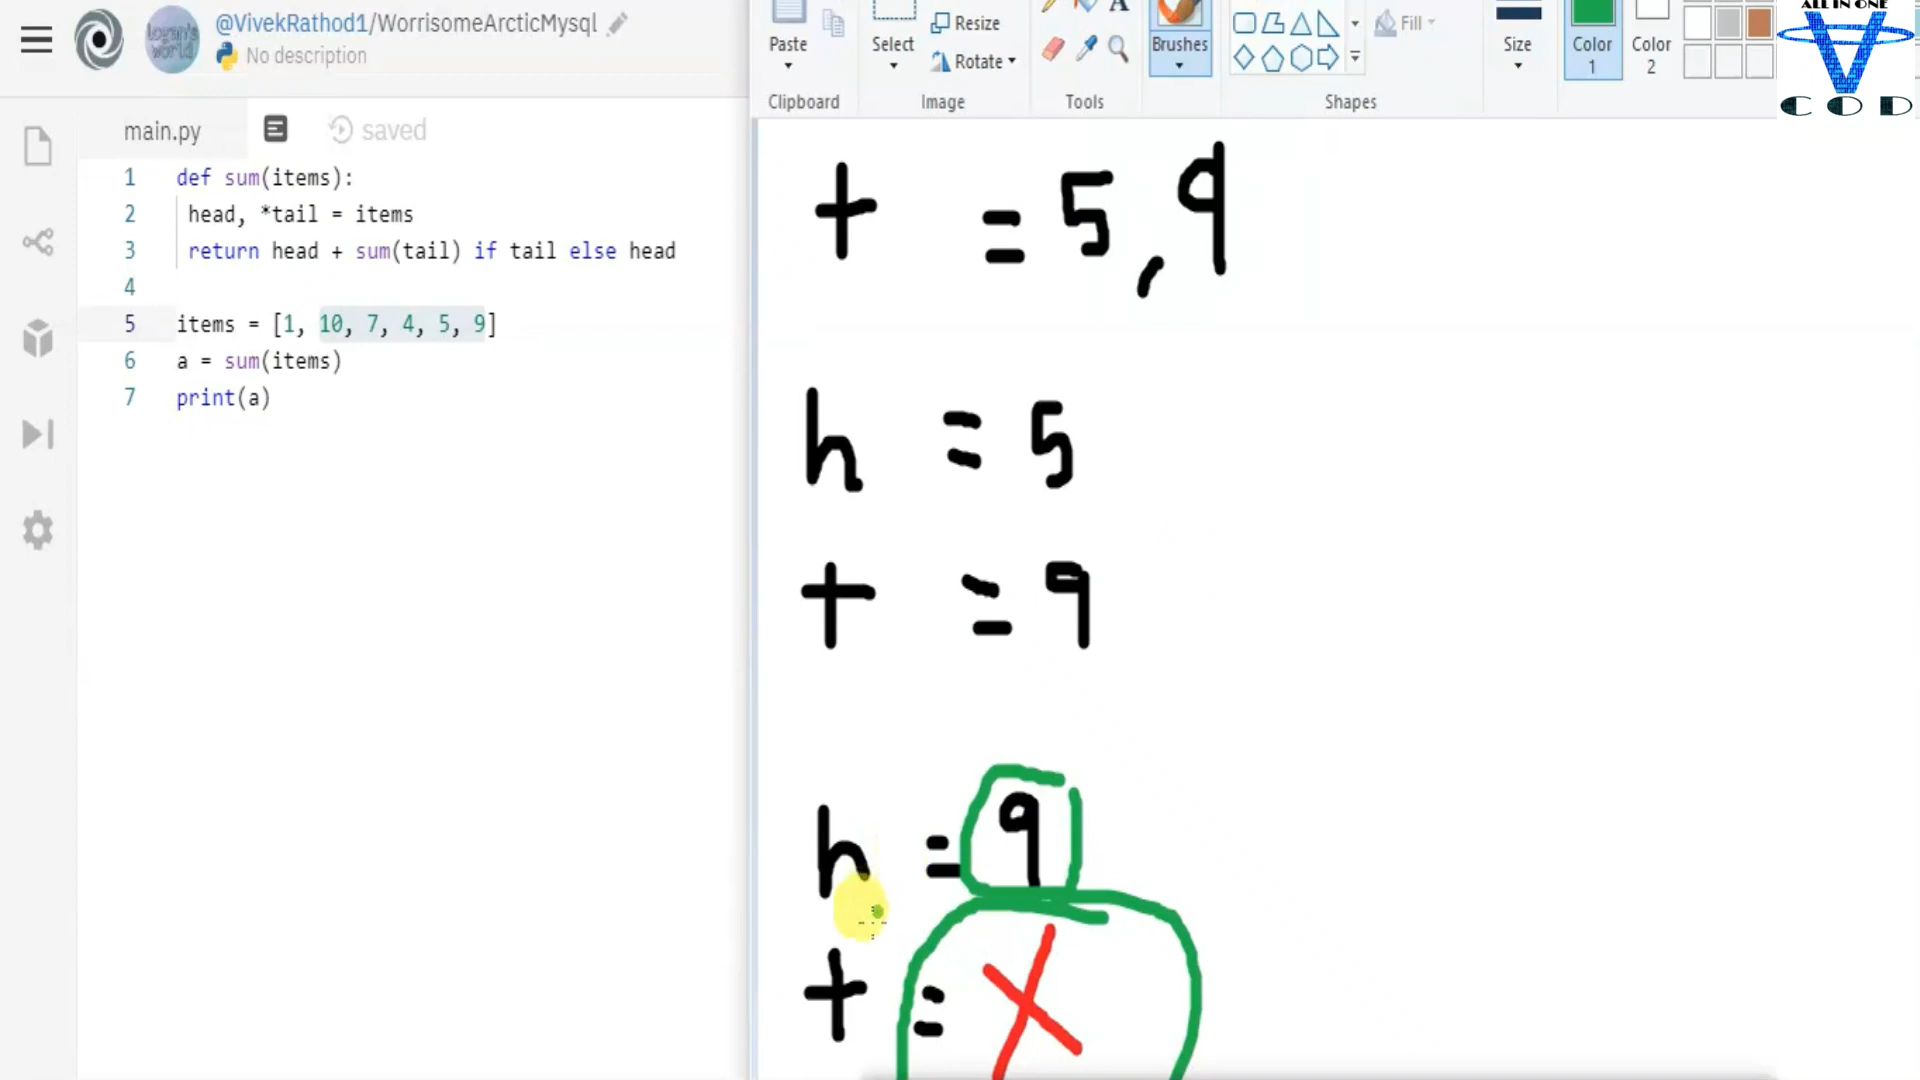 @VivekRathod1/WorrisomeArcticMysql
No description
logan's world
main.py
saved
1 def sum(items):
2 head, *tail = items
3 return head + sum(tail) if tail else head
4
5 items = [1, 10, 7, 4, 5, 9]
6 a = sum(items)
7 print(a)
Paste
Clipboard
Select
Resize
Rotate
Image
A
Tools
Brushes
Shapes
Fill
Size
Color 1
Color 2
ALL IN ONE
V
COD
t = 5,9
h = 5
t = 9
h = 9
t = X